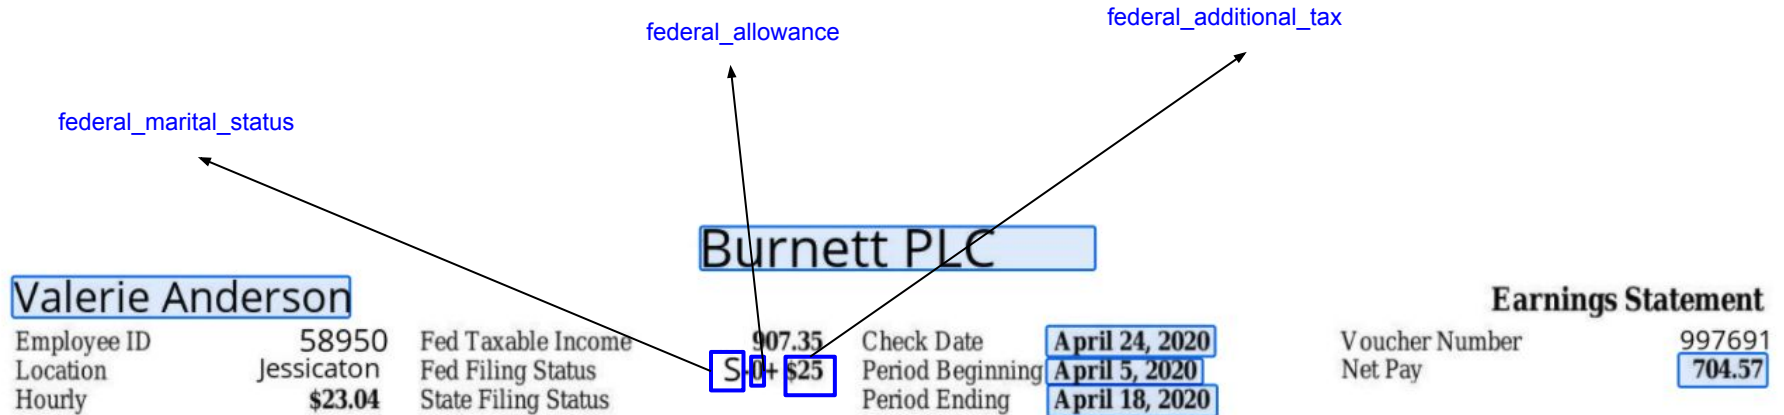 federal_additional_tax
federal_allowance
federal_marital_status
Burnett PLC
Valerie Anderson
Earnings Statement
Employee ID 58950 Fed Taxable Income 907.35 Check Date April 24, 2020 Voucher Number 997691
Location Jessicaton Fed Filing Status S-0+ $25 Period Beginning April 5, 2020 Net Pay 704.57
Hourly $23.04 State Filing Status Period Ending April 18, 2020